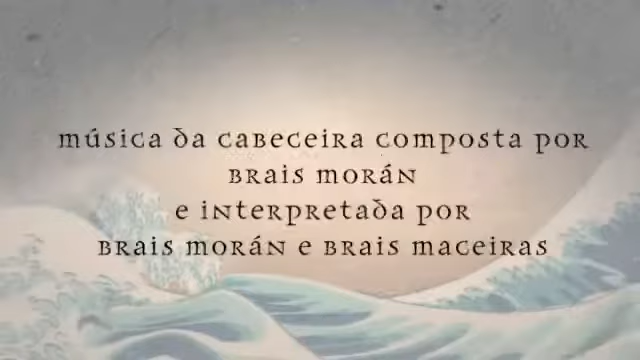 música da cabeceira composta por
Brais Morán
e interpretada por
Brais Morán e Brais Maceiras